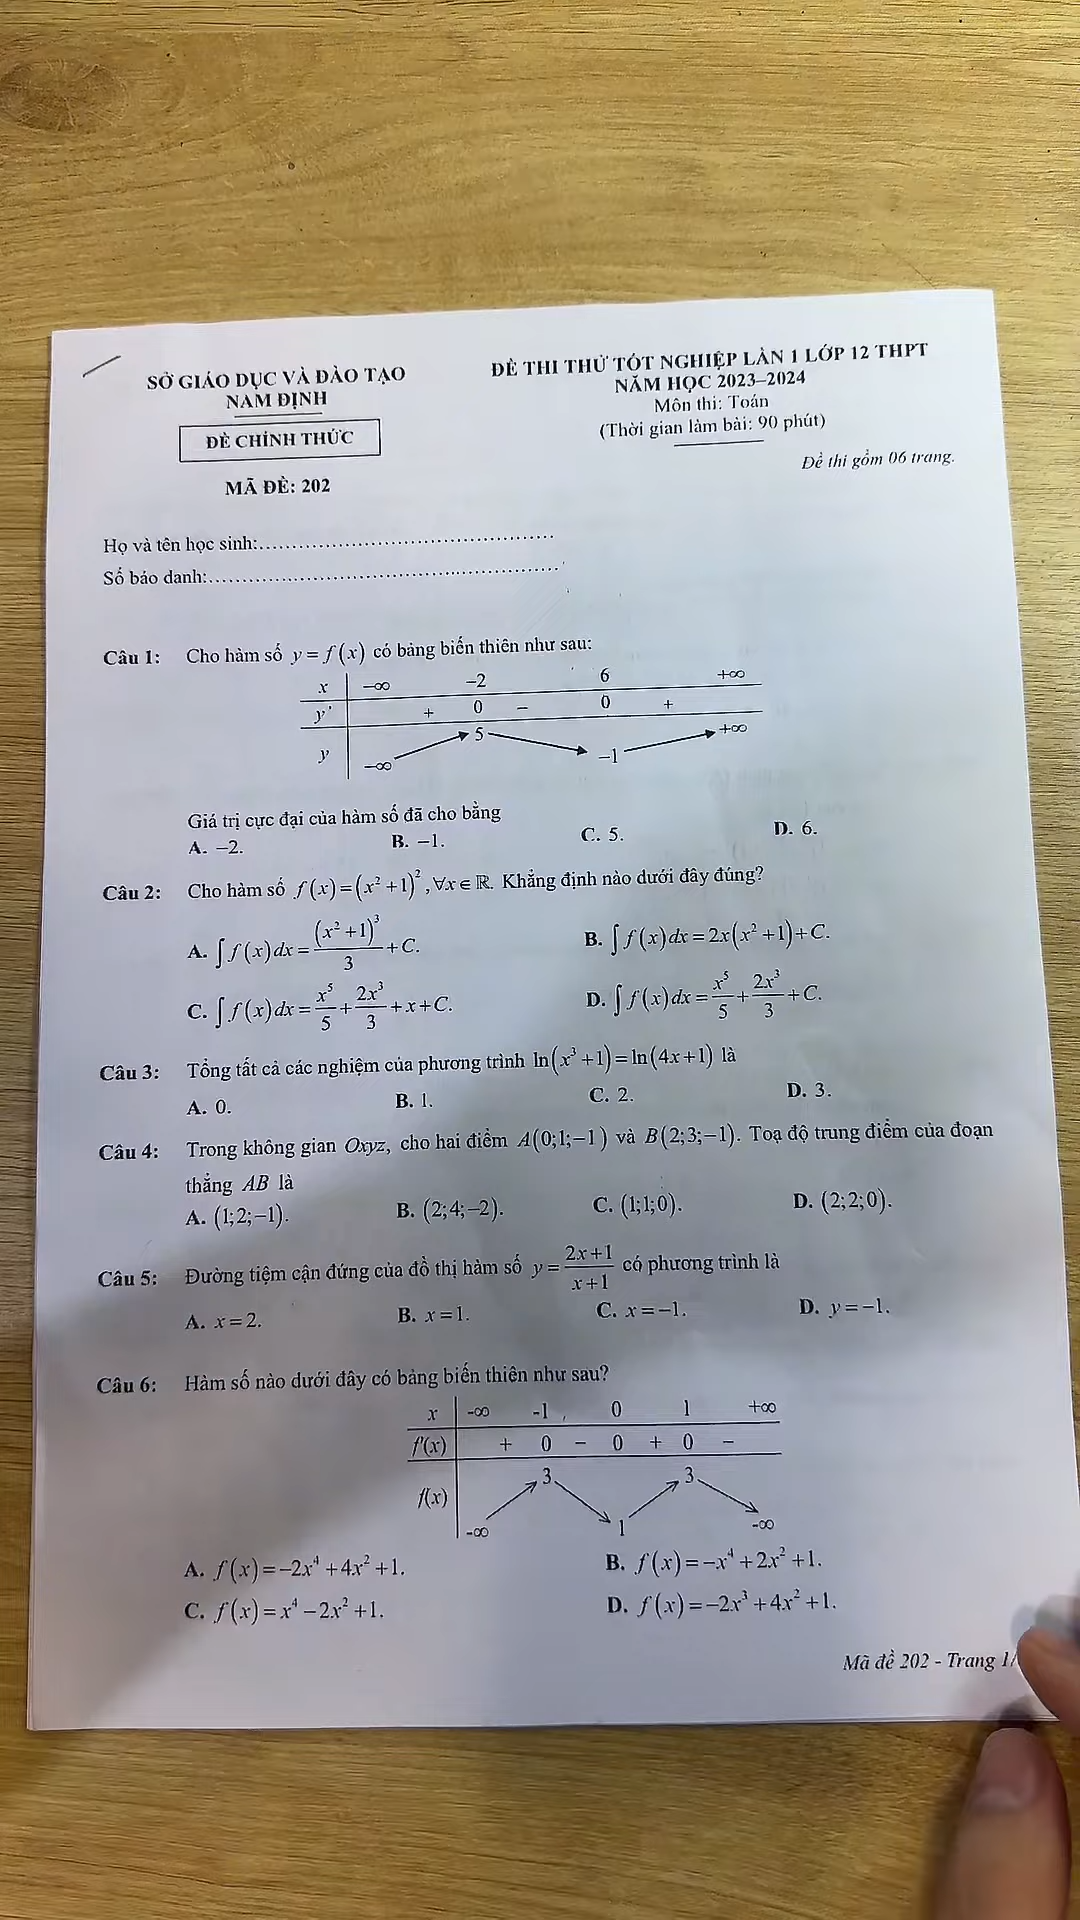 SỞ GIÁO DỤC VÀ ĐÀO TẠO
NAM ĐỊNH
ĐỀ CHÍNH THỨC
MÃ ĐỀ: 202
ĐỀ THI THỬ TỐT NGHIỆP LẦN 1 LỚP 12 THPT
NĂM HỌC 2023–2024
Môn thi: Toán
(Thời gian làm bài: 90 phút)
Đề thi gồm 06 trang.
Họ và tên học sinh:..................................................
Số báo danh:..........................................................
Câu 1: Cho hàm số y = f(x) có bảng biến thiên như sau:
x −∞ −2 6 +∞
y' + 0 − 0 +
y −∞ 5 −1 +∞
Giá trị cực đại của hàm số đã cho bằng
A. −2. B. −1. C. 5. D. 6.
Câu 2: Cho hàm số f(x) = (x² + 1)², ∀x ∈ ℝ. Khẳng định nào dưới đây đúng?
A. ∫ f(x)dx = (x² + 1)³/3 + C. B. ∫ f(x)dx = 2x(x² + 1) + C.
C. ∫ f(x)dx = x⁵/5 + 2x³/3 + x + C. D. ∫ f(x)dx = x⁵/5 + 2x³/3 + C.
Câu 3: Tổng tất cả các nghiệm của phương trình ln(x³ + 1) = ln(4x + 1) là
A. 0. B. 1. C. 2. D. 3.
Câu 4: Trong không gian Oxyz, cho hai điểm A(0;1;−1) và B(2;3;−1). Toạ độ trung điểm của đoạn
thẳng AB là
A. (1;2;−1). B. (2;4;−2). C. (1;1;0). D. (2;2;0).
Câu 5: Đường tiệm cận đứng của đồ thị hàm số y = (2x+1)/(x+1) có phương trình là
A. x = 2. B. x = 1. C. x = −1. D. y = −1.
Câu 6: Hàm số nào dưới đây có bảng biến thiên như sau?
x -∞ -1 0 1 +∞
f'(x) + 0 − 0 + 0 −
f(x) -∞ 3 1 3 -∞
A. f(x) = −2x⁴ + 4x² + 1. B. f(x) = −x⁴ + 2x² + 1.
C. f(x) = x⁴ − 2x² + 1. D. f(x) = −2x³ + 4x² + 1.
Mã đề 202 - Trang 1/